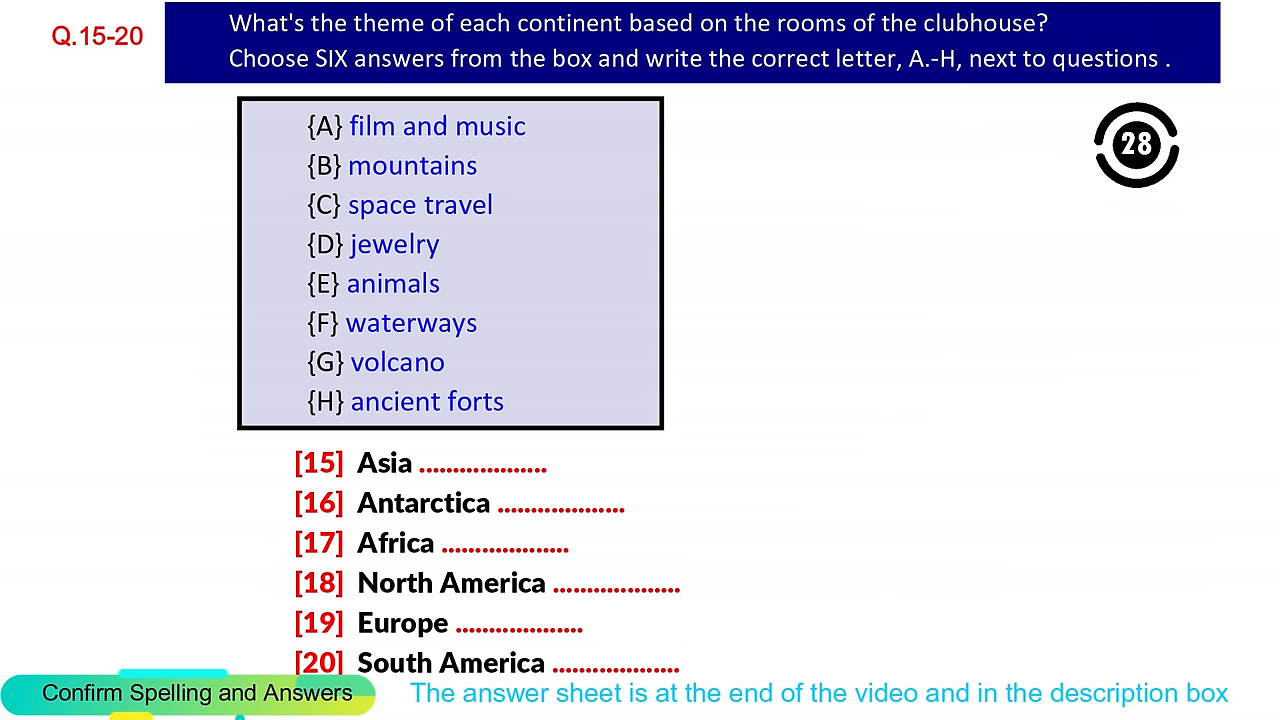 Q.15-20
What's the theme of each continent based on the rooms of the clubhouse?
Choose SIX answers from the box and write the correct letter, A.-H, next to questions .
28
{A} film and music
{B} mountains
{C} space travel
{D} jewelry
{E} animals
{F} waterways
{G} volcano
{H} ancient forts
[15] Asia ...................
[16] Antarctica ...................
[17] Africa ...................
[18] North America ...................
[19] Europe ...................
[20] South America ...................
Confirm Spelling and Answers
The answer sheet is at the end of the video and in the description box